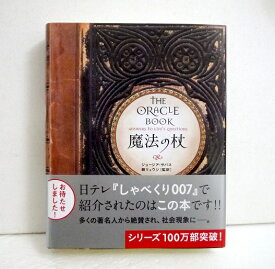 THE
ORACLE
BOOK
ANSWERS TO LIFE'S QUESTIONS
魔法の杖
ジョージア・サバス
鏡リュウジ [監訳]
お待たせ
しました!
日テレ『しゃべくり007』で
紹介されたのはこの本です!!
多くの著名人から絶賛され、社会現象に――。
シリーズ100万部突破!